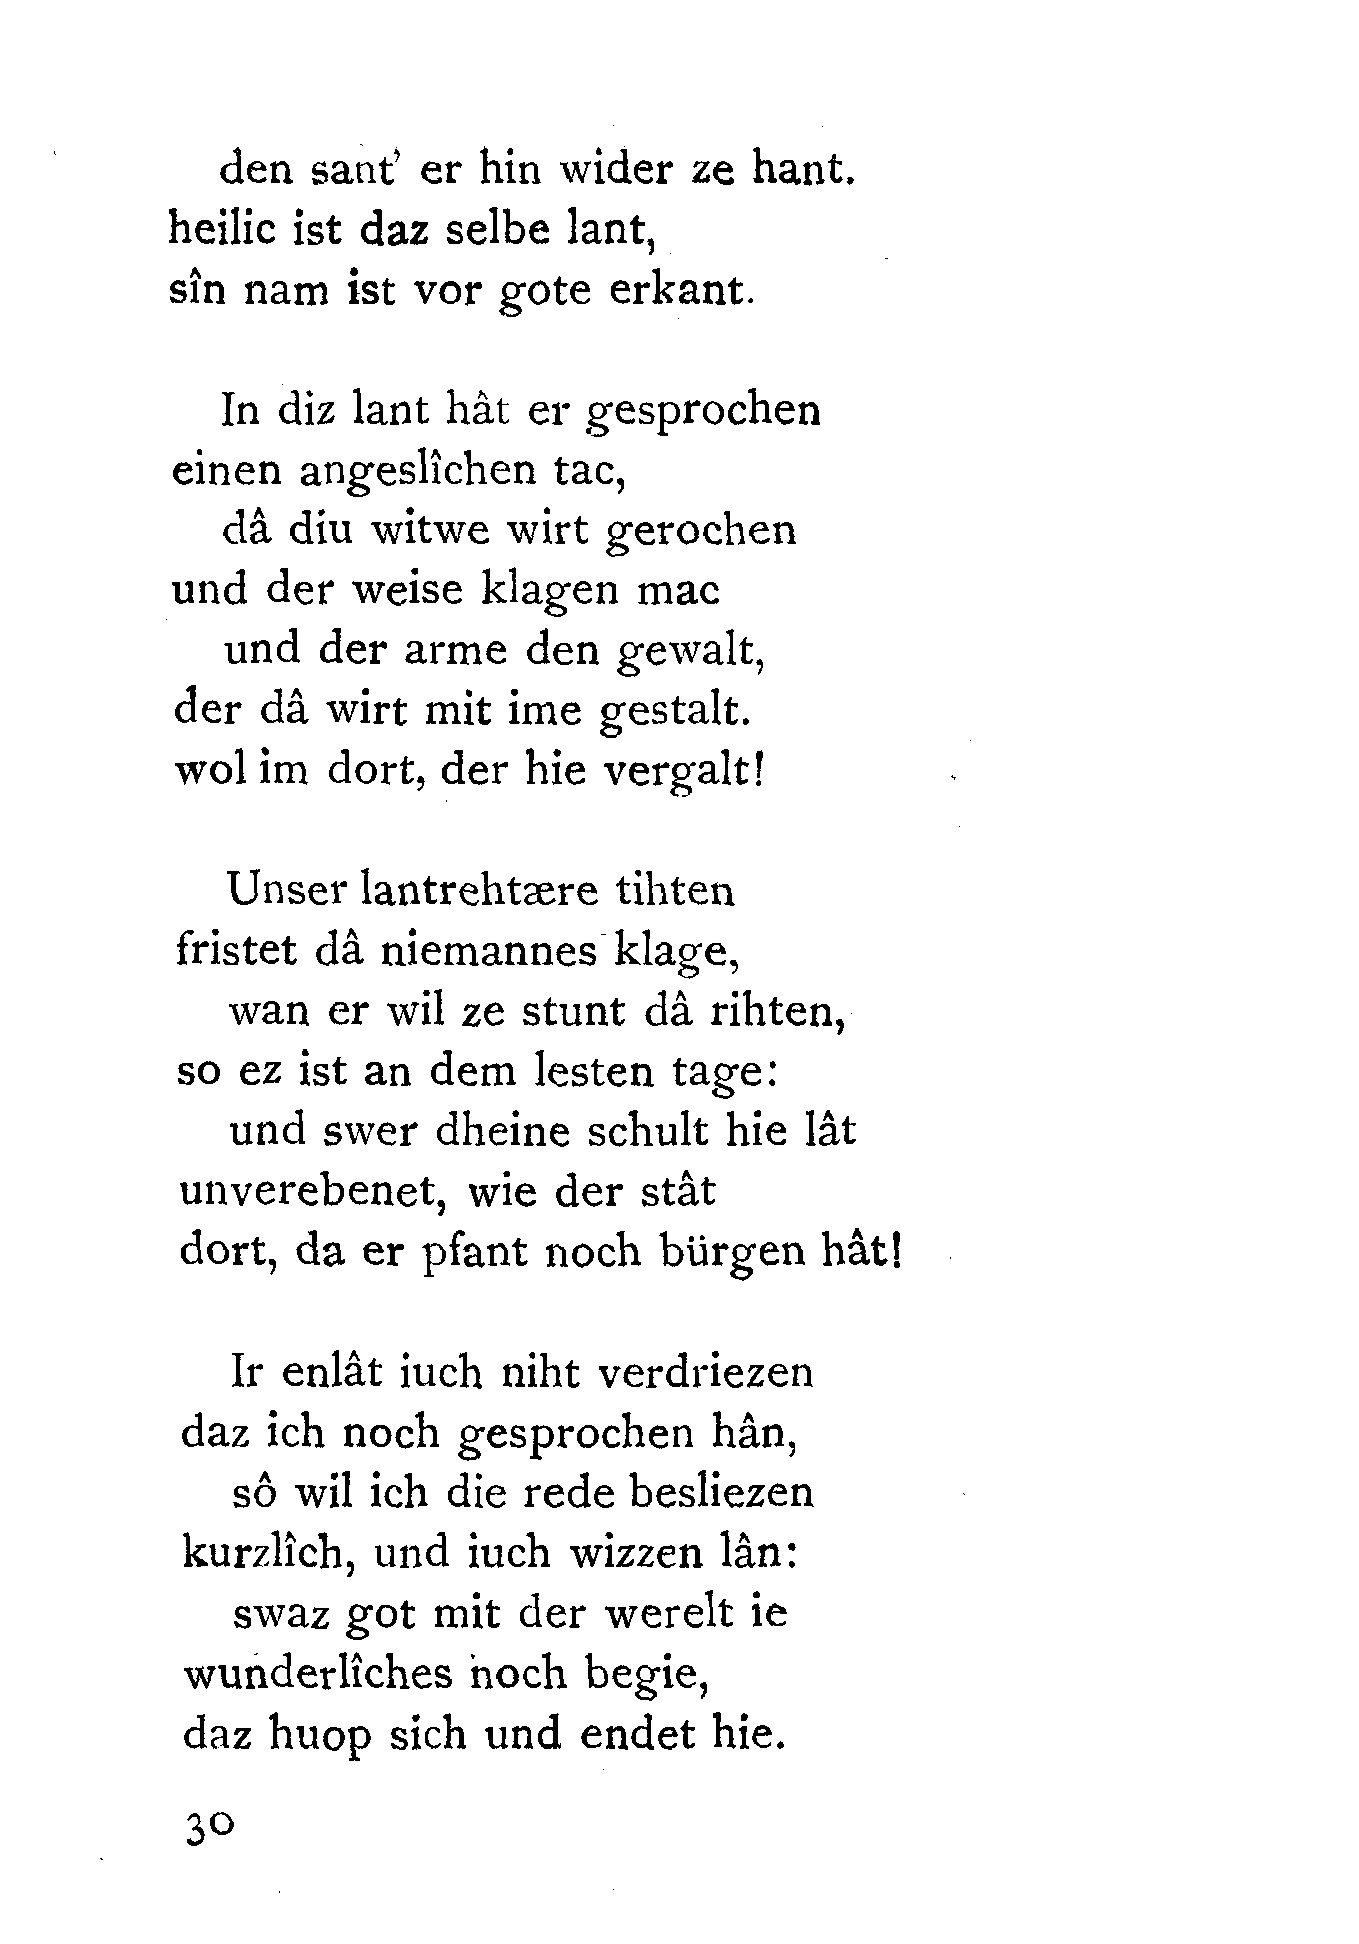 den sant’ er hin wider ze hant.
heilic ist daz selbe lant,
sîn nam ist vor gote erkant.

In diz lant hât er gesprochen
einen angeslîchen tac,
dâ diu witwe wirt gerochen
und der weise klagen mac
und der arme den gewalt,
der dâ wirt mit ime gestalt.
wol im dort, der hie vergalt!

Unser lantrehtære tihten
fristet dâ niemannes klage,
wan er wil ze stunt dâ rihten,
so ez ist an dem lesten tage:
und swer dheine schult hie lât
unverebenet, wie der stât
dort, da er pfant noch bürgen hât!

Ir enlât iuch niht verdriezen
daz ich noch gesprochen hân,
sô wil ich die rede besliezen
kurzlîch, und iuch wizzen lân:
swaz got mit der werelt ie
wunderlîches noch begie,
daz huop sich und endet hie.

30